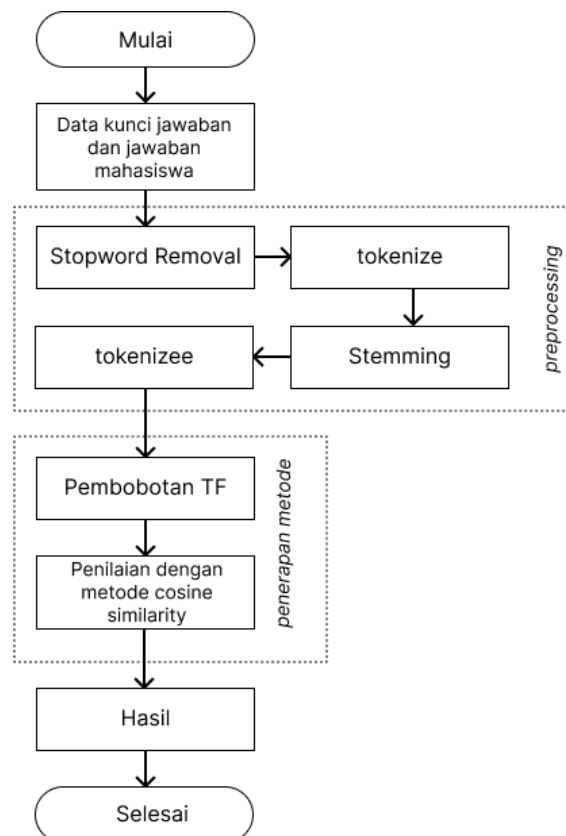 Mulai
Data kunci jawaban
dan jawaban
mahasiswa
Stopword Removal
tokenize
Stemming
tokenizee
preprocessing
Pembobotan TF
Penilaian dengan
metode cosine
similarity
penerapan metode
Hasil
Selesai